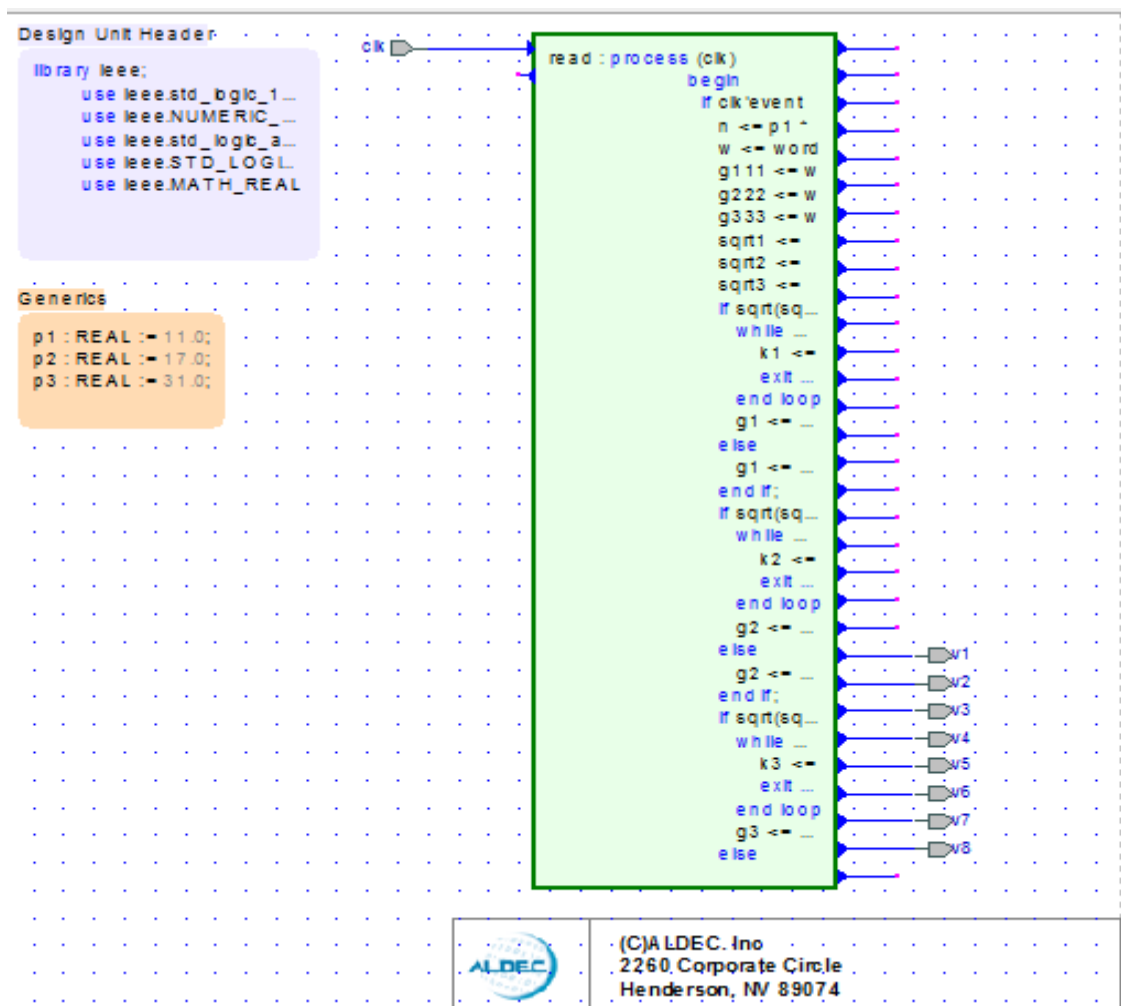 Design Unit Header
library ieee;
use ieee.std_logic_1...
use ieee.NUMERIC_...
use ieee.std_logic_a...
use ieee.STD_LOGI...
use ieee.MATH_REAL
Generics
p1 : REAL := 11.0;
p2 : REAL := 17.0;
p3 : REAL := 31.0;
clk
read : process (clk)
begin
if clk'event
n <= p1 *
w <= word
g111 <= w
g222 <= w
g333 <= w
sqrt1 <=
sqrt2 <=
sqrt3 <=
if sqrt(sq...
while ...
k1 <=
exit ...
end loop
g1 <= ...
else
g1 <= ...
end if;
if sqrt(sq...
while ...
k2 <=
exit ...
end loop
g2 <= ...
else
g2 <= ...
end if;
if sqrt(sq...
while ...
k3 <=
exit ...
end loop
g3 <= ...
else
v1
v2
v3
v4
v5
v6
v7
v8
ALDEC
(C)ALDEC. Inc
2260 Corporate Circle
Henderson, NV 89074